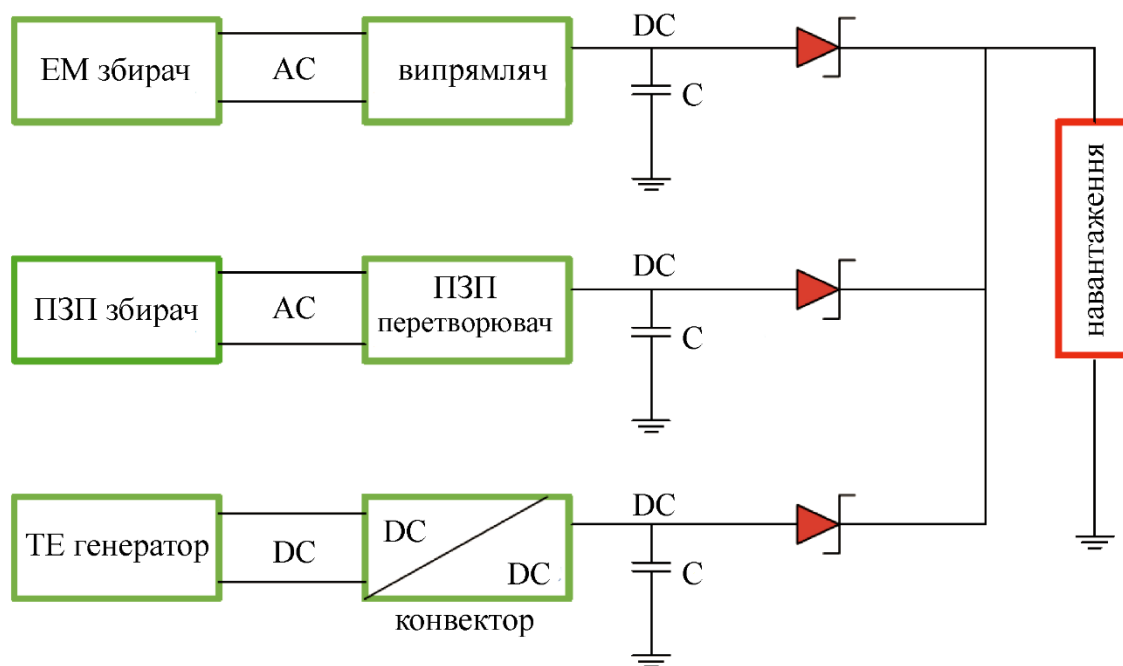 ЕМ збирач
AC
випрямляч
DC
C
ПЗП збирач
AC
ПЗП
перетворювач
DC
C
навантаження
ТЕ генератор
DC
DC
DC
конвектор
DC
C